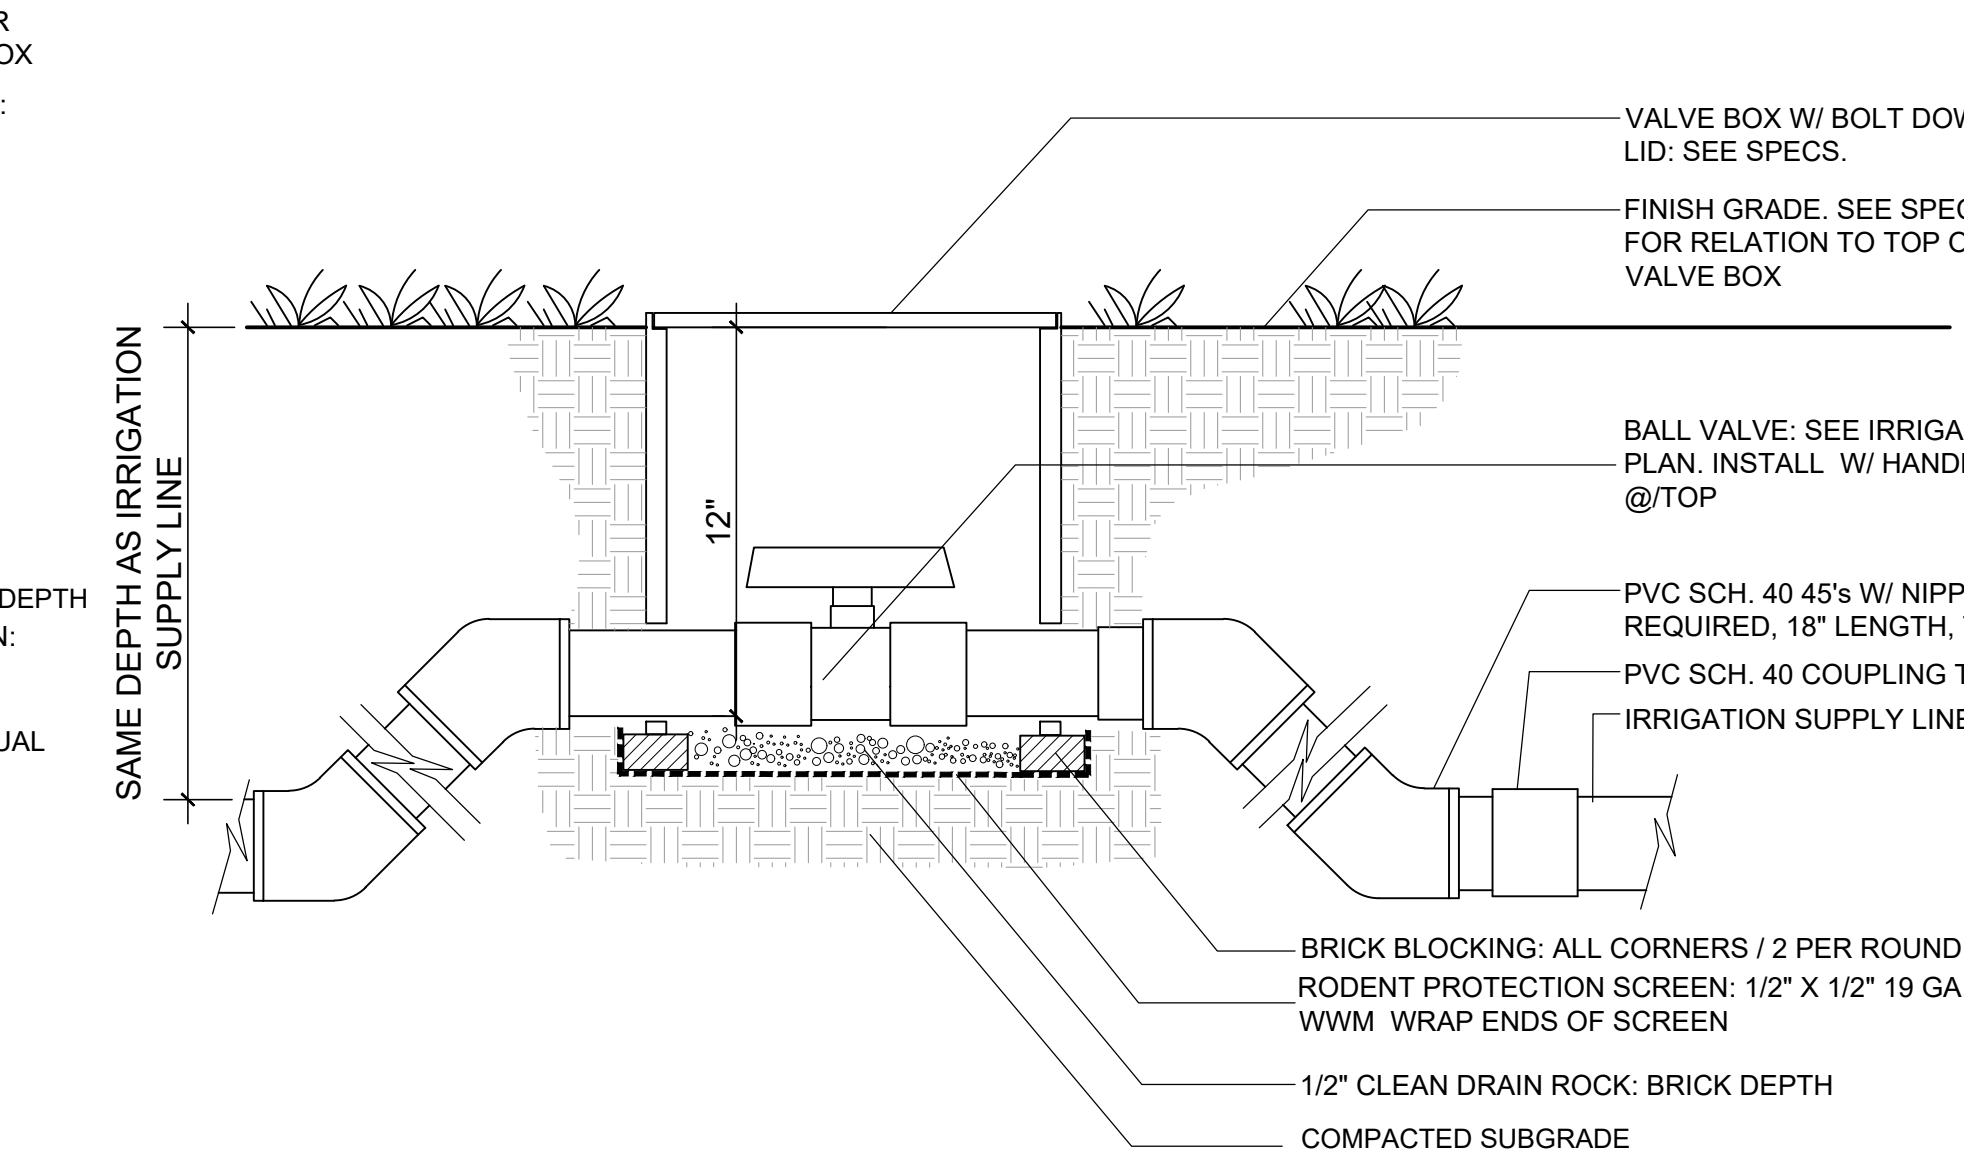 R
OX
:
VALVE BOX W/ BOLT DOW
LID: SEE SPECS.
FINISH GRADE. SEE SPEC
FOR RELATION TO TOP O
VALVE BOX
BALL VALVE: SEE IRRIGA
PLAN. INSTALL W/ HANDL
@/TOP
SAME DEPTH AS IRRIGATION
SUPPLY LINE
12"
DEPTH
N:
UAL
PVC SCH. 40 45's W/ NIPP
REQUIRED, 18" LENGTH,
PVC SCH. 40 COUPLING T
IRRIGATION SUPPLY LINE
BRICK BLOCKING: ALL CORNERS / 2 PER ROUND
RODENT PROTECTION SCREEN: 1/2" X 1/2" 19 GA
WWM WRAP ENDS OF SCREEN
1/2" CLEAN DRAIN ROCK: BRICK DEPTH
COMPACTED SUBGRADE